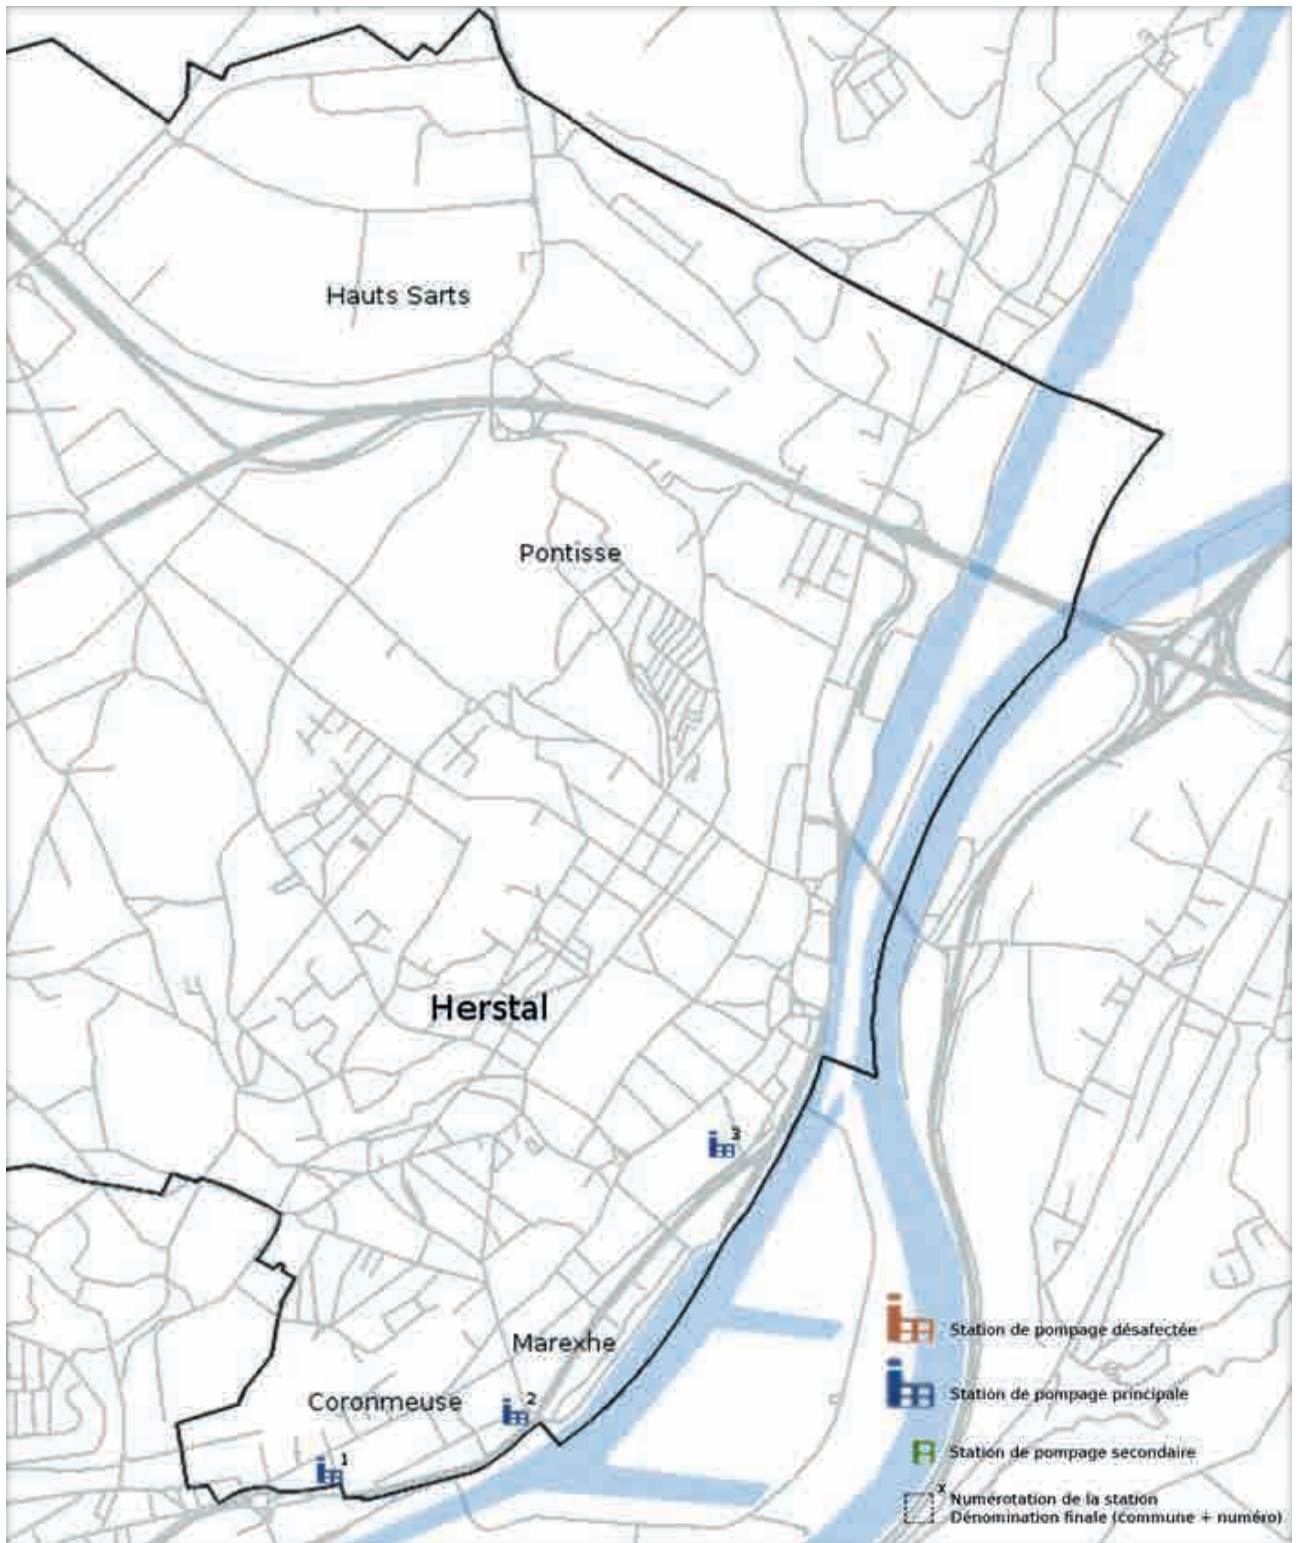 Hauts Sarts
Pontisse
Herstal
3
Marexhe
Coronmeuse
2
1
Station de pompage désafectée
Station de pompage principale
Station de pompage secondaire
x
Numérotation de la station
Dénomination finale (commune + numéro)